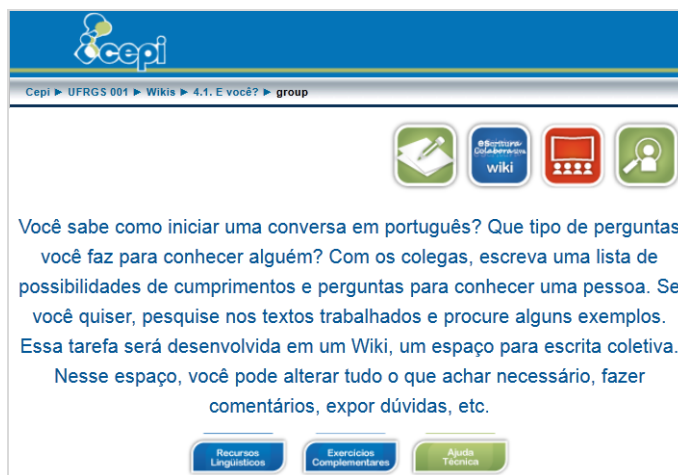 cepi
Cepi ► UFRGS 001 ► Wikis ► 4.1. E você? ► group
eScritura
Colaborativa
wiki
Você sabe como iniciar uma conversa em português? Que tipo de perguntas
você faz para conhecer alguém? Com os colegas, escreva uma lista de
possibilidades de cumprimentos e perguntas para conhecer uma pessoa. Se
você quiser, pesquise nos textos trabalhados e procure alguns exemplos.
Essa tarefa será desenvolvida em um Wiki, um espaço para escrita coletiva.
Nesse espaço, você pode alterar tudo o que achar necessário, fazer
comentários, expor dúvidas, etc.
Recursos Lingüísticos
Exercícios Complementares
Ajuda Técnica